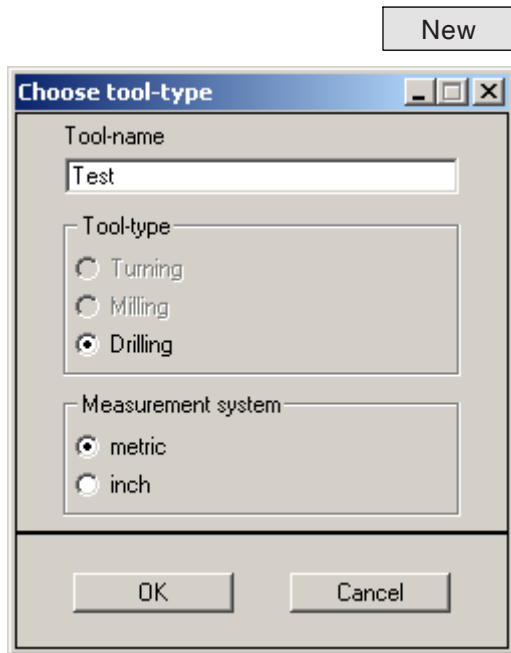 New
Choose tool-type
Tool-name
Test
Tool-type
Turning
Milling
Drilling
Measurement system
metric
inch
OK
Cancel